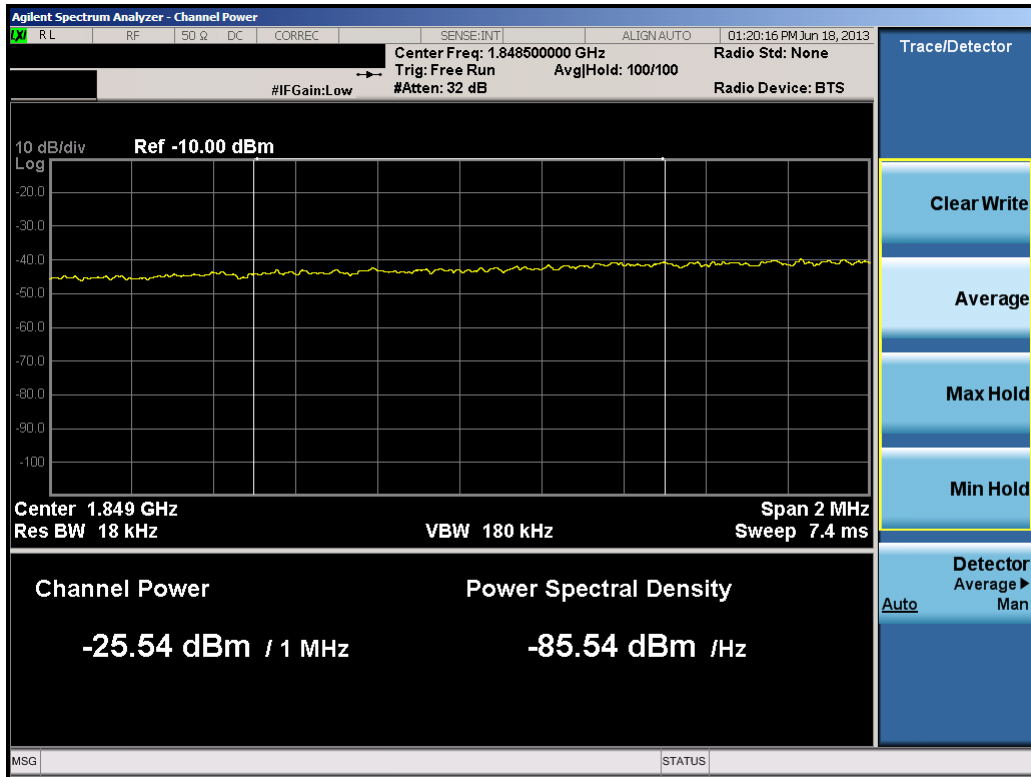 Agilent Spectrum Analyzer - Channel Power
LXI RL RF 50 Ω DC CORREC SENSE:INT ALIGNAUTO 01:20:16 PM Jun 18, 2013
Center Freq: 1.848500000 GHz Radio Std: None
Trig: Free Run Avg|Hold: 100/100
#IFGain:Low #Atten: 32 dB Radio Device: BTS
10 dB/div Ref -10.00 dBm
Log
-20.0
-30.0
-40.0
-50.0
-60.0
-70.0
-80.0
-90.0
-100
Center 1.849 GHz Span 2 MHz
Res BW 18 kHz VBW 180 kHz Sweep 7.4 ms
Channel Power Power Spectral Density
-25.54 dBm / 1 MHz -85.54 dBm /Hz
MSG STATUS
Trace/Detector
Clear Write
Average
Max Hold
Min Hold
Detector
Average
Auto Man